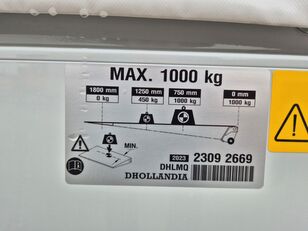 MAX. 1000 kg
1800 mm 1250 mm 750 mm 0 mm
0 kg 450 kg 1000 kg 1000 kg
MIN.
2023 2309 2669
DHLMQ
DHOLLANDIA